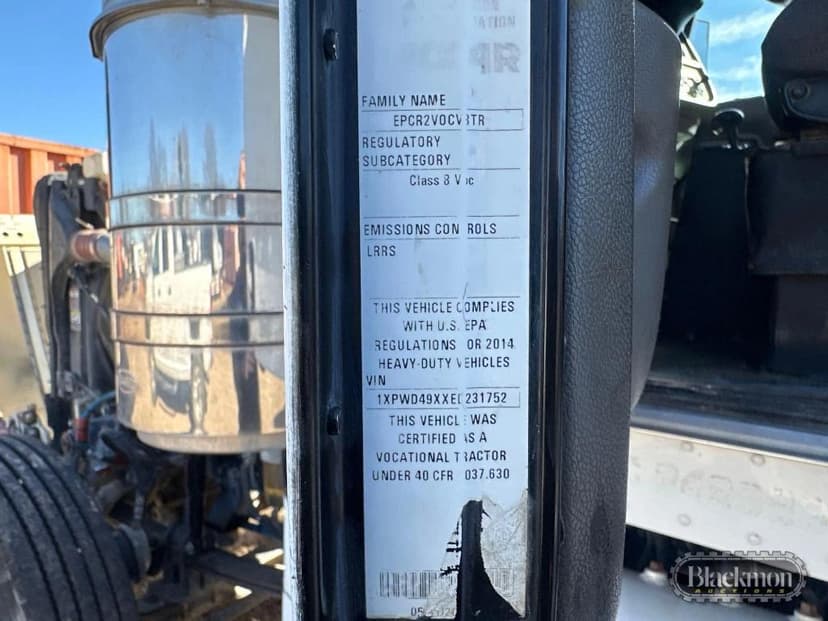 FAMILY NAME
EPCR2VOCV3TR
REGULATORY
SUBCATEGORY
Class 8 Voc
EMISSIONS CONTROLS
LRRS
THIS VEHICLE COMPLIES
WITH U.S. EPA
REGULATIONS FOR 2014
HEAVY-DUTY VEHICLES
VIN
1XPWD49XXED231752
THIS VEHICLE WAS
CERTIFIED AS A
VOCATIONAL TRACTOR
UNDER 40 CFR 1037.630
Blackmon
AUCTIONS